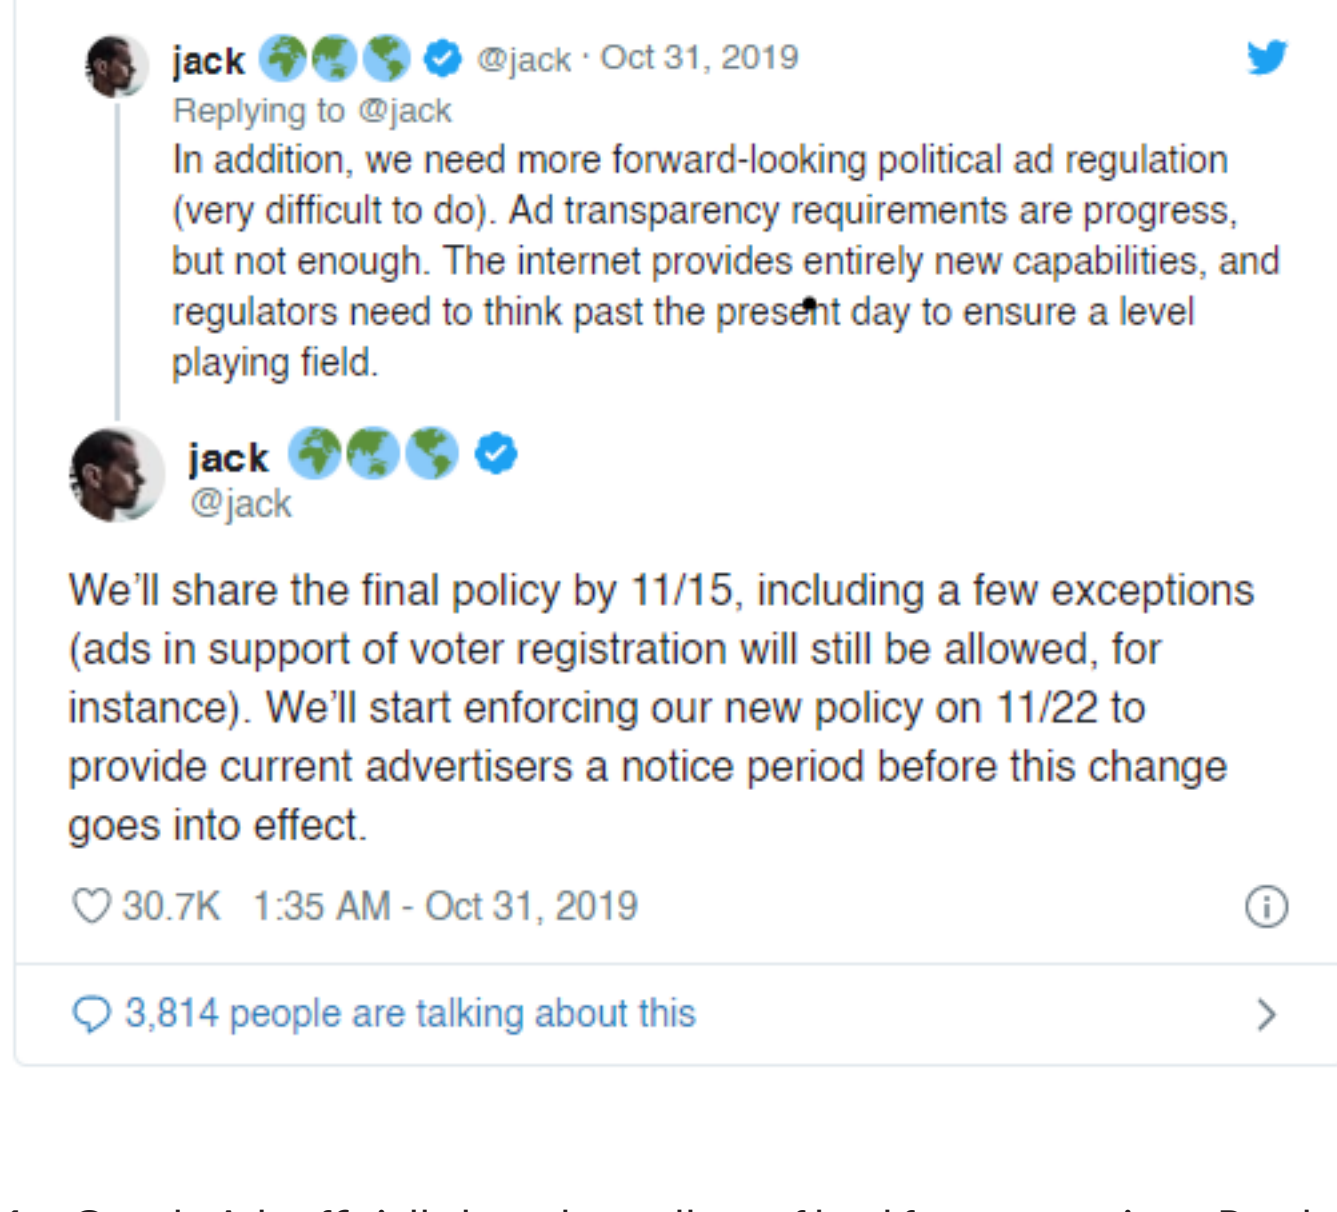 jack @jack · Oct 31, 2019
Replying to @jack
In addition, we need more forward-looking political ad regulation
(very difficult to do). Ad transparency requirements are progress,
but not enough. The internet provides entirely new capabilities, and
regulators need to think past the present day to ensure a level
playing field.
jack
@jack
We'll share the final policy by 11/15, including a few exceptions
(ads in support of voter registration will still be allowed, for
instance). We'll start enforcing our new policy on 11/22 to
provide current advertisers a notice period before this change
goes into effect.
30.7K 1:35 AM - Oct 31, 2019
3,814 people are talking about this